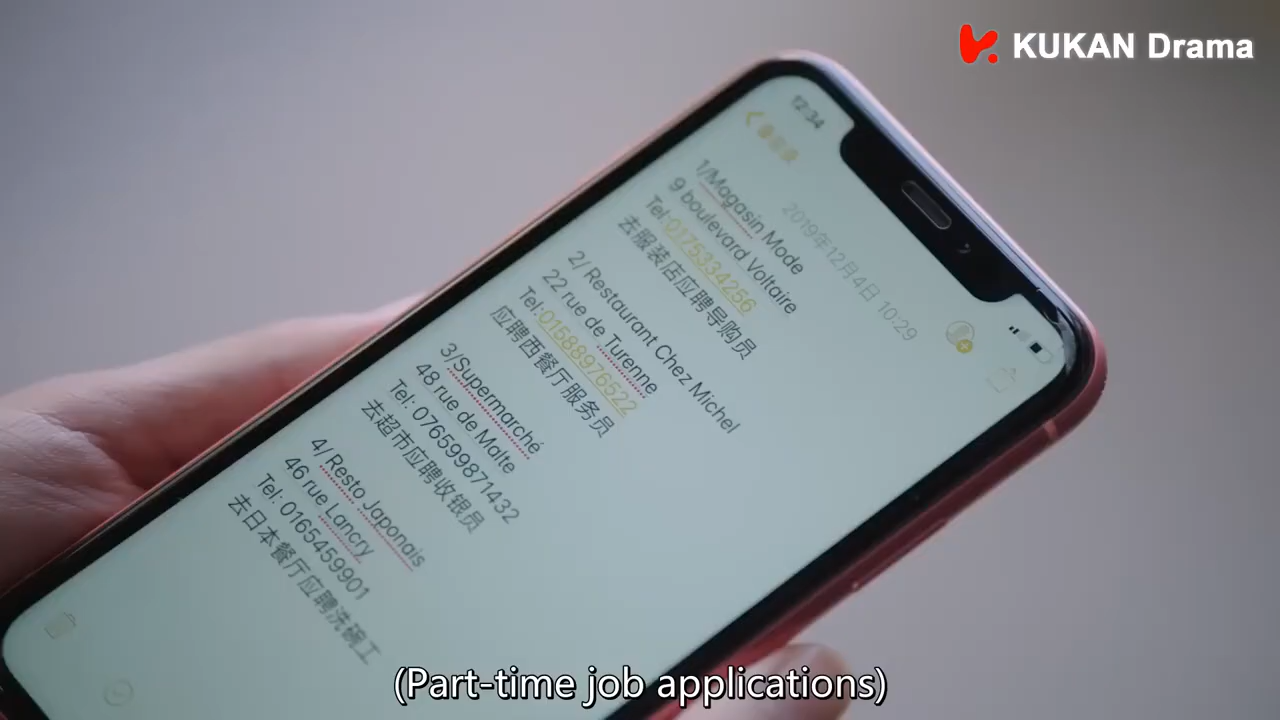 KUKAN Drama
12:34
2019年12月4日 10:29
1/Magasin Mode
9 boulevard Voltaire
Tel:0175334256
去服装店应聘导购员
2/ Restaurant Chez Michel
22 rue de Turenne
Tel:01588976522
应聘西餐厅服务员
3/Supermarché
48 rue de Malte
Tel: 076599871432
去超市应聘收银员
4/ Resto Japonais
46 rue Lancry
Tel: 0165459901
去日本餐厅应聘洗碗工
(Part-time job applications)